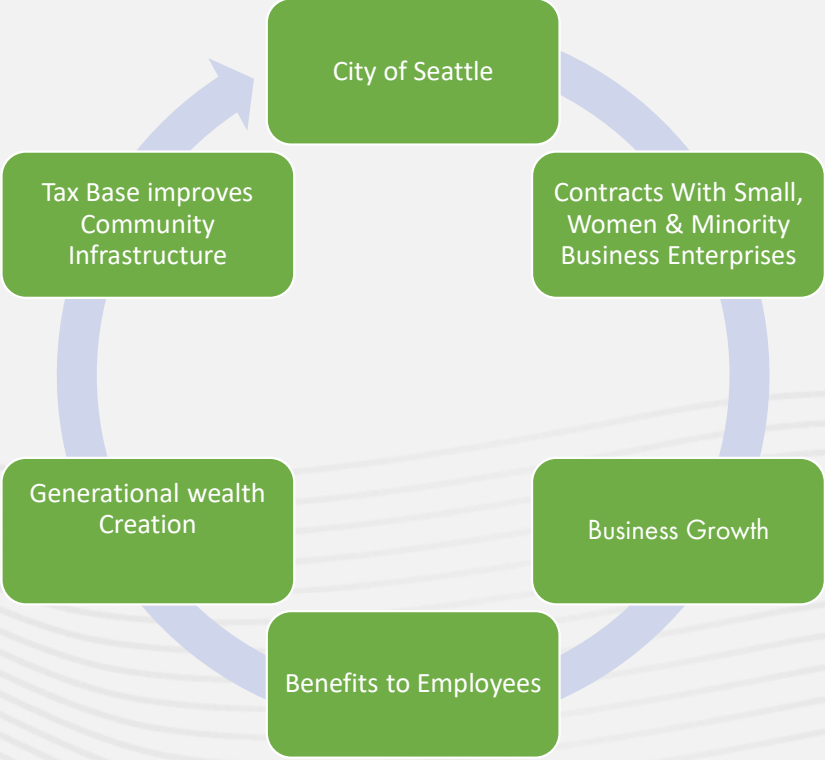 City of Seattle
Contracts With Small,
Women & Minority
Business Enterprises
Business Growth
Benefits to Employees
Generational wealth
Creation
Tax Base improves
Community
Infrastructure